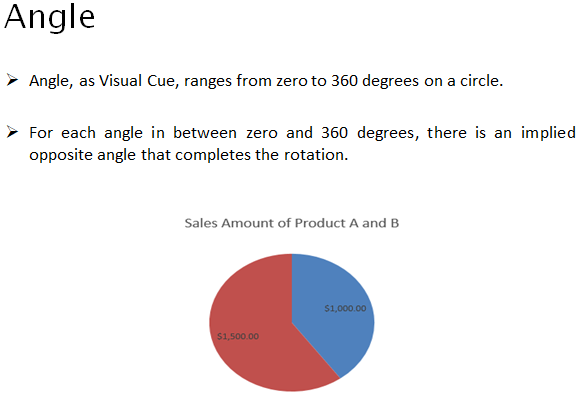 Angle
Angle, as Visual Cue, ranges from zero to 360 degrees on a circle.
For each angle in between zero and 360 degrees, there is an implied
opposite angle that completes the rotation.
Sales Amount of Product A and B
$1,000.00
$1,500.00